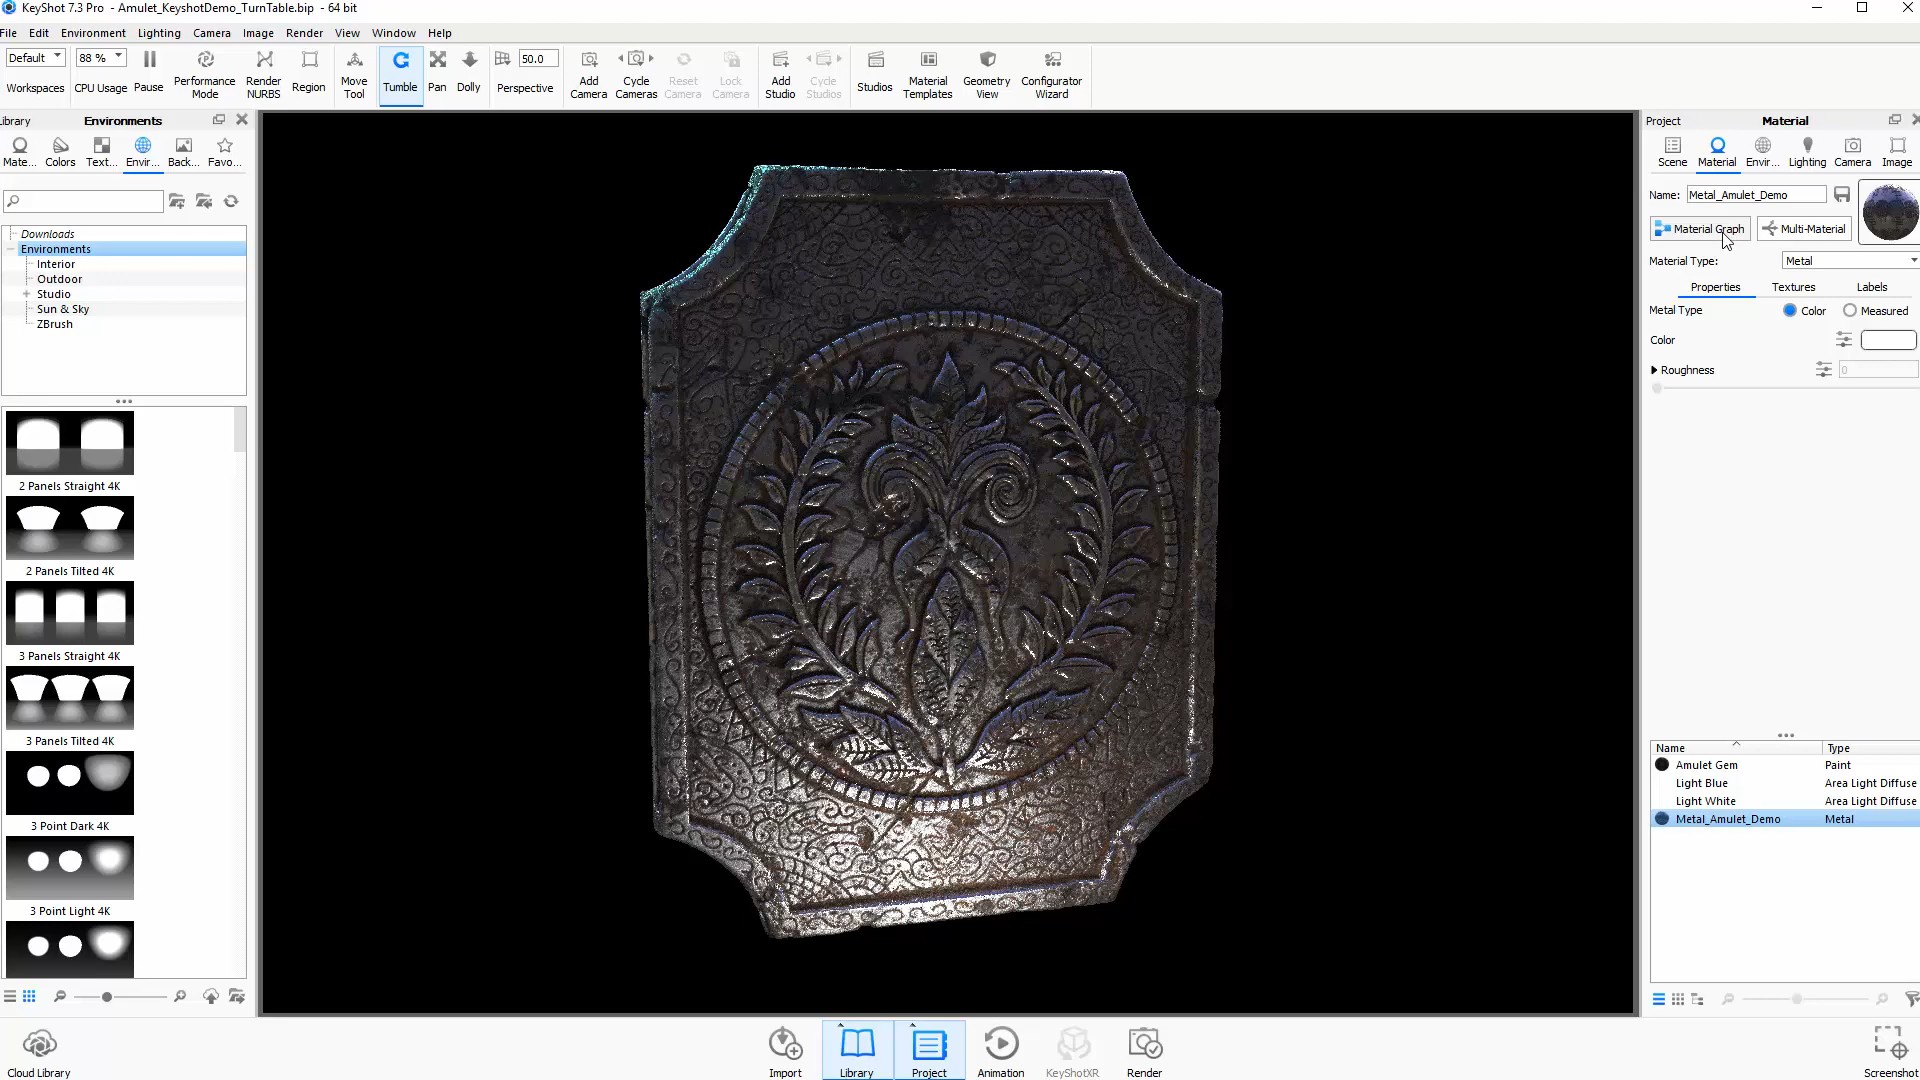 KeyShot 7.3 Pro - Amulet_KeyshotDemo_TurnTable.bip - 64 bit
File Edit Environment Lighting Camera Image Render View Window Help
Default 88 % 50.0
Workspaces CPU Usage Pause Performance Mode Render NURBS Region Move Tool Tumble Pan Dolly Perspective Add Camera Cycle Cameras Reset Camera Lock Camera Add Studio Cycle Studios Studios Material Templates Geometry View Configurator Wizard
Library Environments
Mate... Colors Text... Envir... Back... Favo...
Downloads
Environments
Interior
Outdoor
Studio
Sun & Sky
ZBrush
2 Panels Straight 4K
2 Panels Tilted 4K
3 Panels Straight 4K
3 Panels Tilted 4K
3 Point Dark 4K
3 Point Light 4K
Project Material
Scene Material Envir... Lighting Camera Image
Name: Metal_Amulet_Demo
Material Graph Multi-Material
Material Type: Metal
Properties Textures Labels
Metal Type Color Measured
Color
Roughness 0
Name Type
Amulet Gem Paint
Light Blue Area Light Diffuse
Light White Area Light Diffuse
Metal_Amulet_Demo Metal
Cloud Library Import Library Project Animation KeyShotXR Render Screenshot